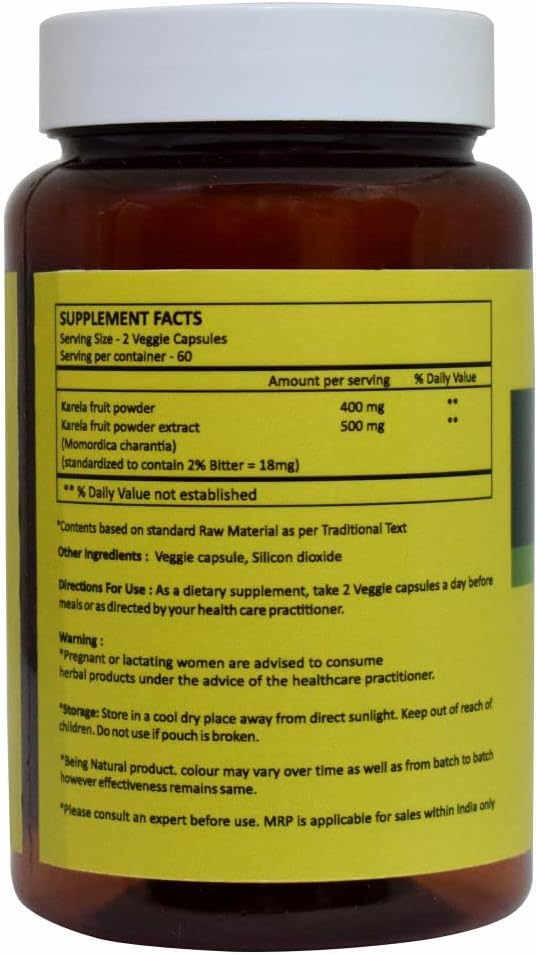 SUPPLEMENT FACTS
Serving Size - 2 Veggie Capsules
Serving per container - 60
Amount per serving % Daily Value
Karela fruit powder 400 mg **
Karela fruit powder extract 500 mg **
(Momordica charantia)
(standardized to contain 2% Bitter = 18mg)
** % Daily Value not established
*Contents based on standard Raw Material as per Traditional Text
Other Ingredients : Veggie capsule, Silicon dioxide
Directions For Use : As a dietary supplement, take 2 Veggie capsules a day before
meals or as directed by your health care practitioner.
Warning :
*Pregnant or lactating women are advised to consume
herbal products under the advice of the healthcare practitioner.
*Storage: Store in a cool dry place away from direct sunlight. Keep out of reach of
children. Do not use if pouch is broken.
*Being Natural product. colour may vary over time as well as from batch to batch
however effectiveness remains same.
*Please consult an expert before use. MRP is applicable for sales within India only